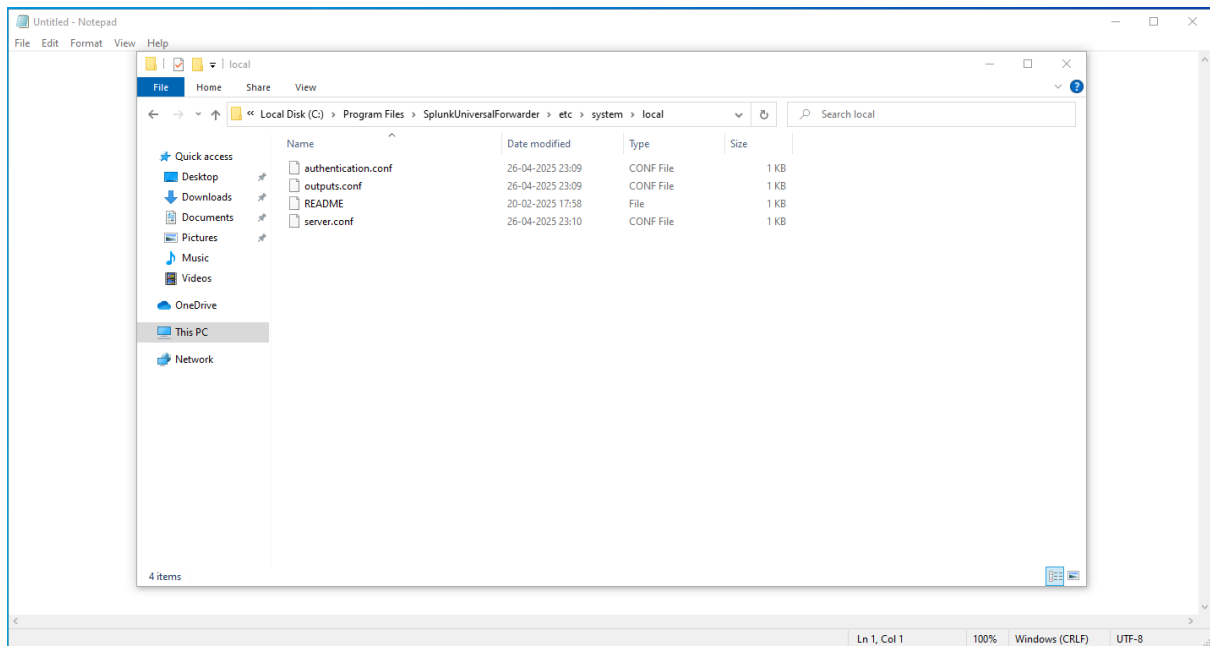 Untitled - Notepad
File Edit Format View Help
local
File Home Share View
« Local Disk (C:) › Program Files › SplunkUniversalForwarder › etc › system › local
Search local
Name Date modified Type Size
Quick access
Desktop
Downloads
Documents
Pictures
Music
Videos
OneDrive
This PC
Network
authentication.conf 26-04-2025 23:09 CONF File 1 KB
outputs.conf 26-04-2025 23:09 CONF File 1 KB
README 20-02-2025 17:58 File 1 KB
server.conf 26-04-2025 23:10 CONF File 1 KB
4 items
Ln 1, Col 1 100% Windows (CRLF) UTF-8